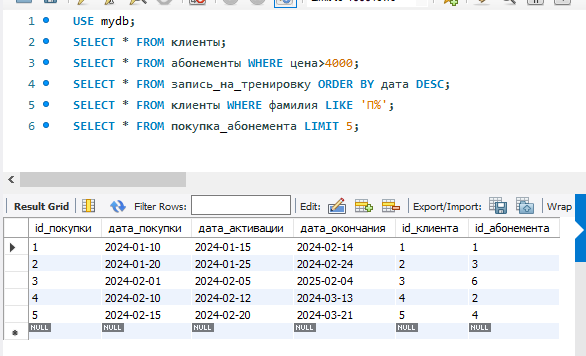 1 USE mydb;
2 SELECT * FROM клиенты;
3 SELECT * FROM абонементы WHERE цена>4000;
4 SELECT * FROM запись_на_тренировку ORDER BY дата DESC;
5 SELECT * FROM клиенты WHERE фамилия LIKE 'П%';
6 SELECT * FROM покупка_абонемента LIMIT 5;
Result Grid Filter Rows: Edit: Export/Import: Wrap
id_покупки дата_покупки дата_активации дата_окончания id_клиента id_абонемента
1 2024-01-10 2024-01-15 2024-02-14 1 1
2 2024-01-20 2024-01-25 2024-02-24 2 3
3 2024-02-01 2024-02-05 2025-02-04 3 6
4 2024-02-10 2024-02-12 2024-03-13 4 2
5 2024-02-15 2024-02-20 2024-03-21 5 4
NULL NULL NULL NULL NULL NULL